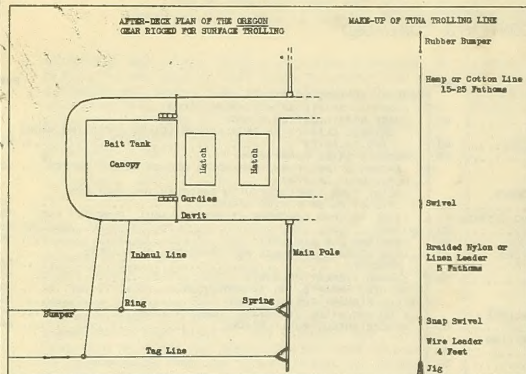 AFTER-DECK PLAN OF THE OREGON
GEAR RIGGED FOR SURFACE TROLLING
MAKE-UP OF TUNA TROLLING LINE
Rubber Bumper
Hemp or Cotton Line
15-25 Fathoms
Bait Tank
Canopy
Hatch
Hatch
Gurdies
Davit
Swivel
Inhaul Line
Main Pole
Braided Nylon or
Linen Leader
5 Fathoms
Ring
Spring
Bumper
Snap Swivel
Tag Line
Wire Leader
4 Feet
Jig